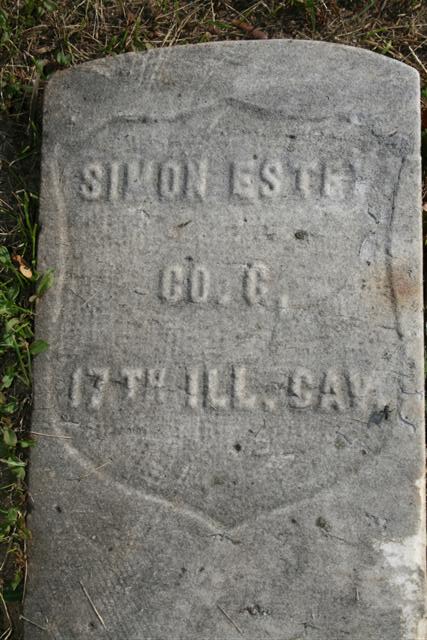 SIMON ESTEY
CO. C.
17TH ILL. CAV.